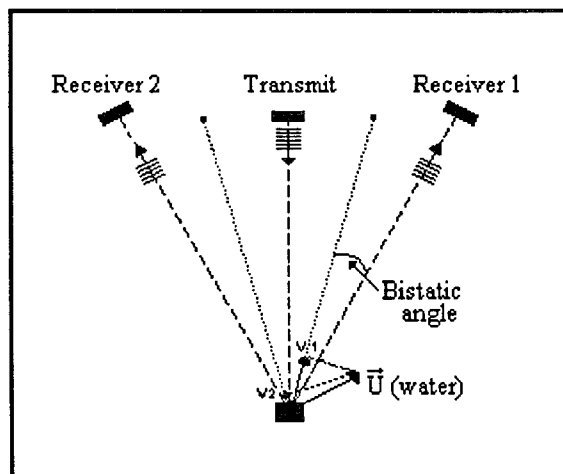 Receiver 2 Transmit Receiver 1
Bistatic
angle
V1
V2
U (water)